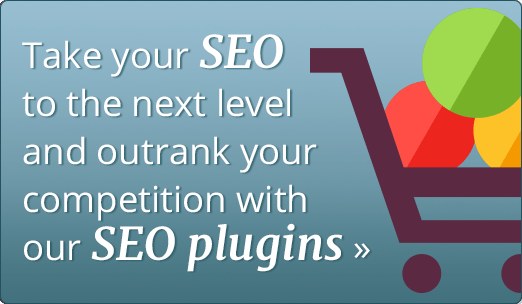 Take your SEO
to the next level
and outrank your
competition with
our SEO plugins »